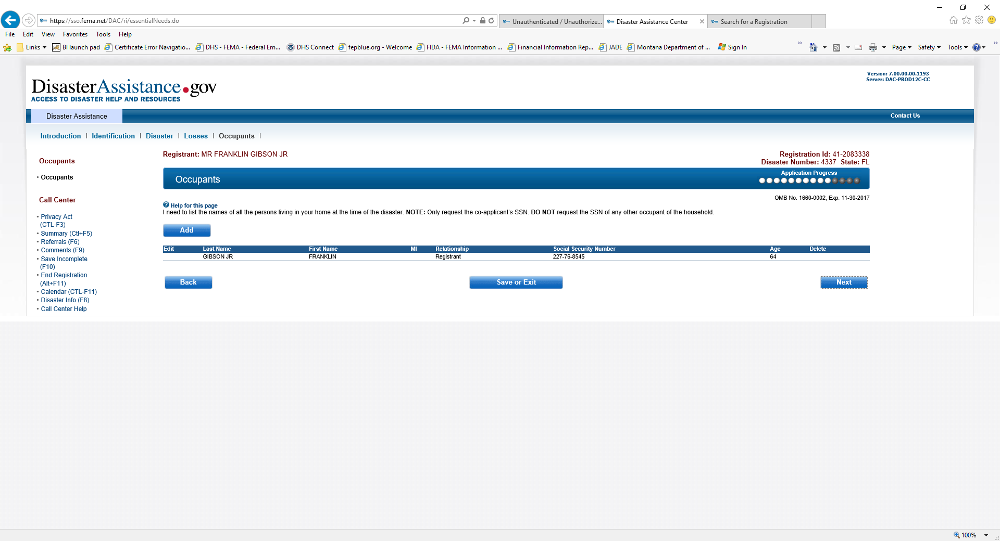 https://sso.fema.net/DAC/ri/essentialNeeds.do
Unauthenticated / Unauthorize...
Disaster Assistance Center
Search for a Registration
File Edit View Favorites Tools Help
Links BI launch pad Certificate Error Navigatio... DHS - FEMA - Federal Em... DHS Connect fepblue.org - Welcome FIDA - FEMA Information ... Financial Information Rep... JADE Montana Department of ... Sign In Page Safety Tools
Version: 7.00.00.00.1193
Server: DAC-PROD12C-CC
DisasterAssistance.gov
ACCESS TO DISASTER HELP AND RESOURCES
Disaster Assistance Contact Us
Introduction | Identification | Disaster | Losses | Occupants |
Registrant: MR FRANKLIN GIBSON JR Registration Id: 41-2083338
Disaster Number: 4337 State: FL
Occupants
• Occupants
Call Center
• Privacy Act
(CTL-F3)
• Summary (Ctl+F5)
• Referrals (F6)
• Comments (F9)
• Save Incomplete
(F10)
• End Registration
(Alt+F11)
• Calendar (CTL-F11)
• Disaster Info (F8)
• Call Center Help
Occupants Application Progress
OMB No. 1660-0002, Exp. 11-30-2017
Help for this page
I need to list the names of all the persons living in your home at the time of the disaster. NOTE: Only request the co-applicant's SSN. DO NOT request the SSN of any other occupant of the household.
Add
Edit Last Name First Name MI Relationship Social Security Number Age Delete
GIBSON JR FRANKLIN Registrant 227-76-8545 64
Back Save or Exit Next
100%